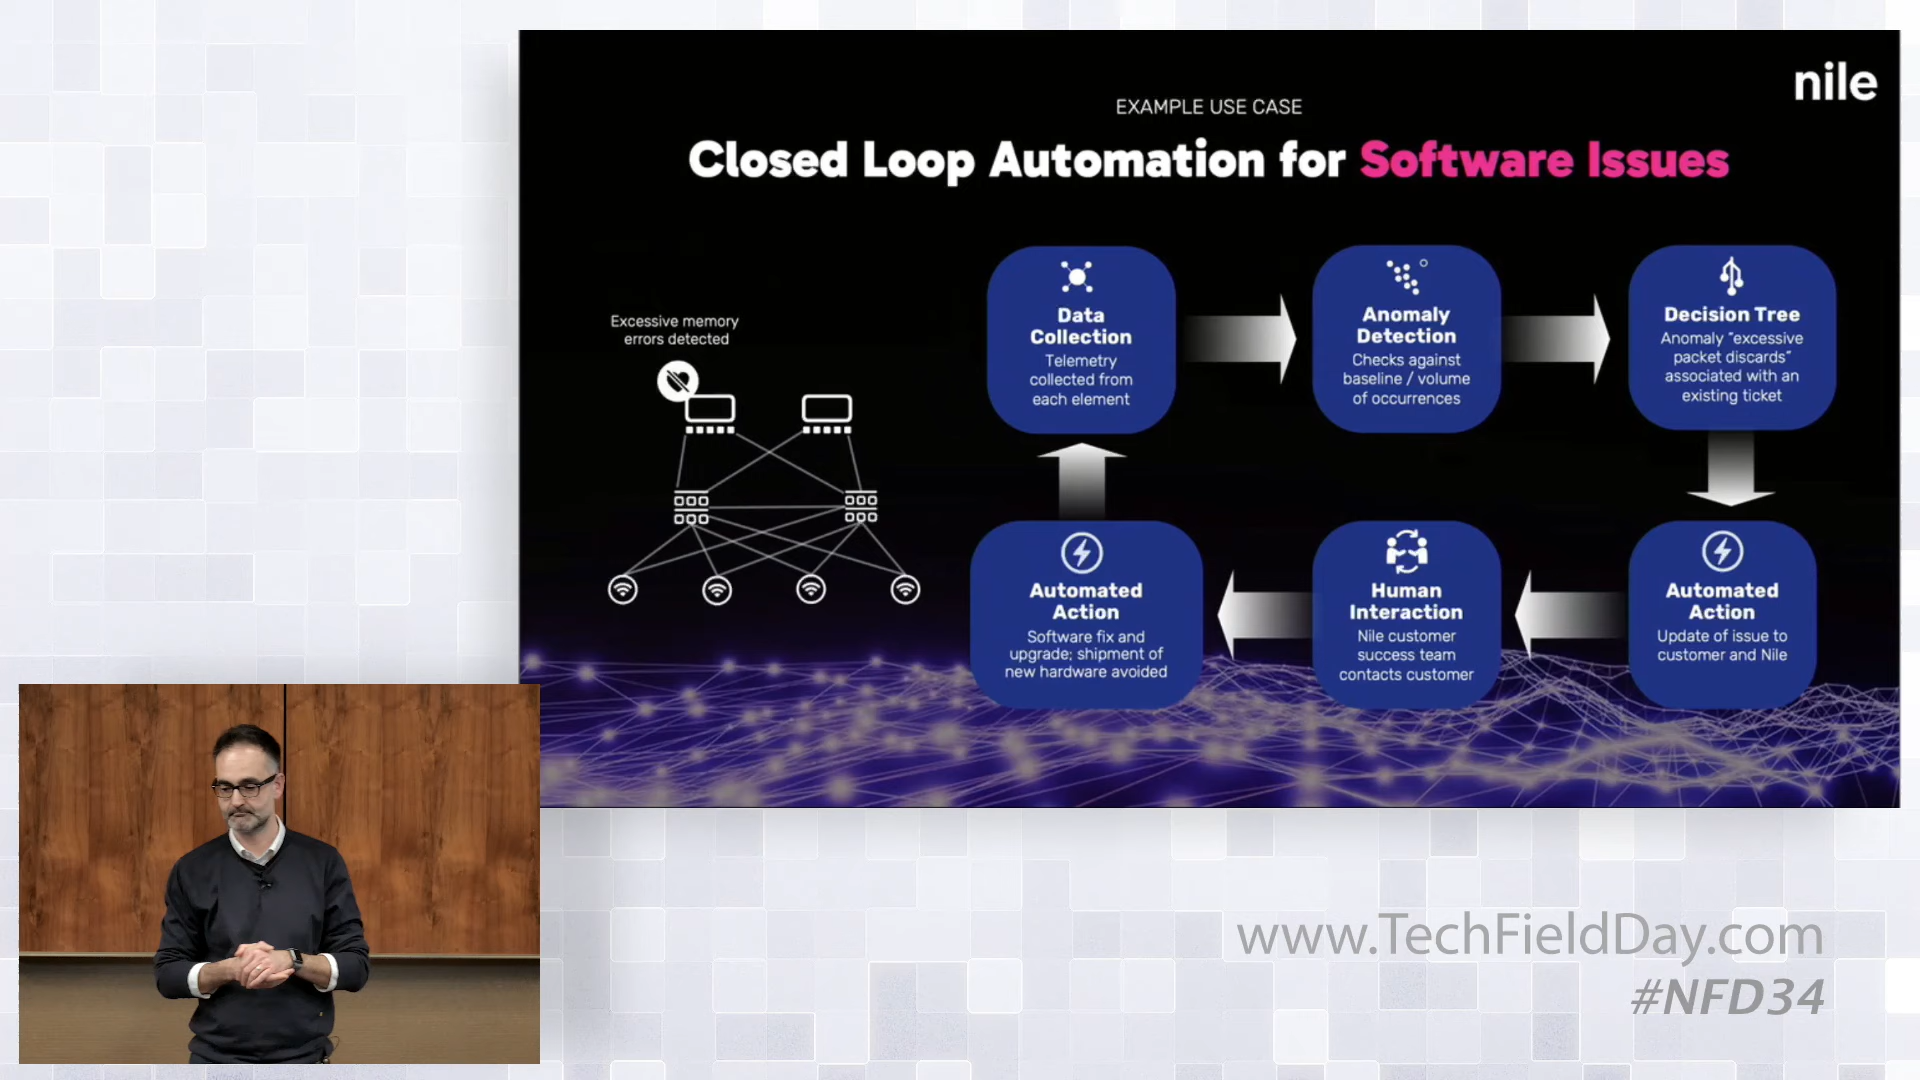 nile
EXAMPLE USE CASE
Closed Loop Automation for Software Issues
Excessive memory
errors detected
Data
Collection
Telemetry
collected from
each element
Anomaly
Detection
Checks against
baseline / volume
of occurrences
Decision Tree
Anomaly “excessive
packet discards”
associated with an
existing ticket
Automated
Action
Update of issue to
customer and Nile
Human
Interaction
Nile customer
success team
contacts customer
Automated
Action
Software fix and
upgrade; shipment of
new hardware avoided
www.TechFieldDay.com
#NFD34